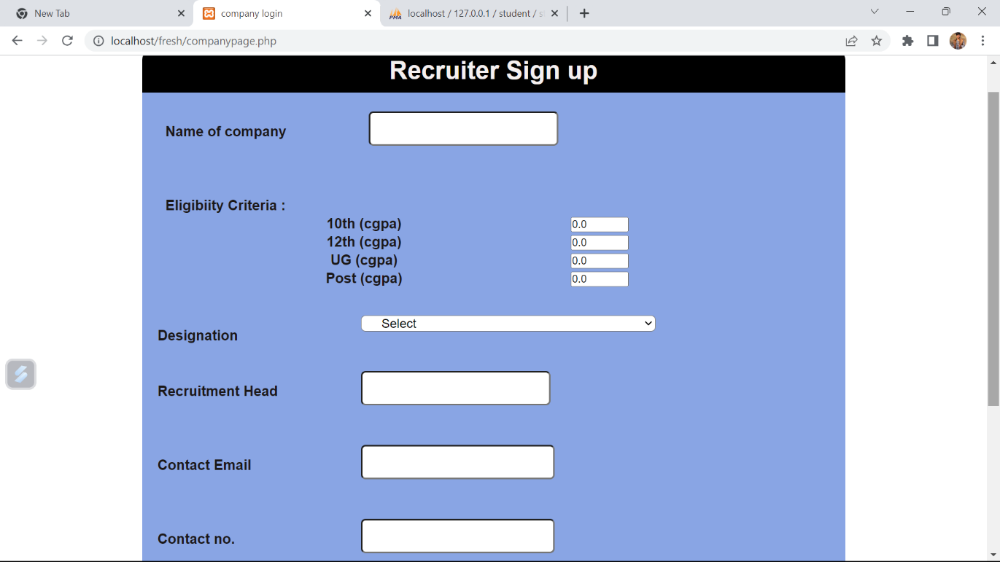 New Tab
company login
localhost / 127.0.0.1 / student / s
localhost/fresh/companypage.php
Recruiter Sign up
Name of company
Eligibiity Criteria :
10th (cgpa) 0.0
12th (cgpa) 0.0
UG (cgpa) 0.0
Post (cgpa) 0.0
Select
Designation
Recruitment Head
Contact Email
Contact no.